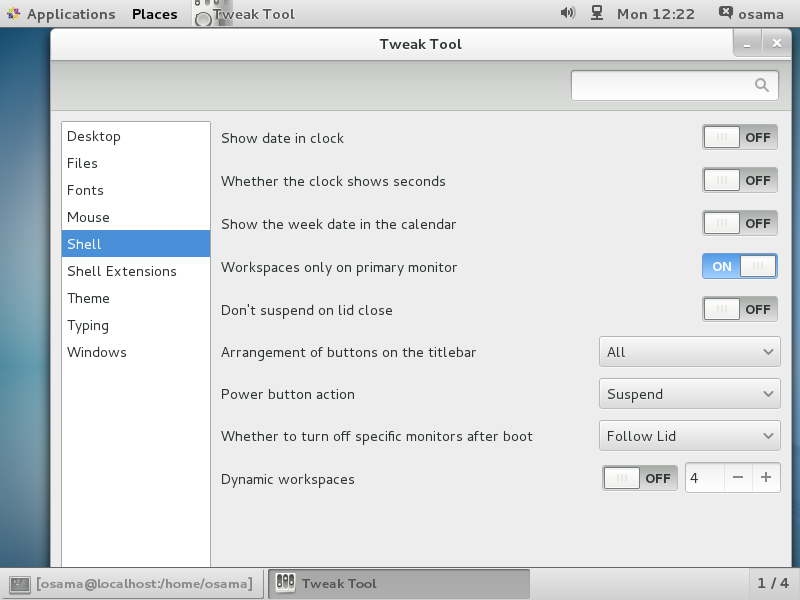 Applications Places Tweak Tool Mon 12:22 osama
Tweak Tool
Desktop
Files
Fonts
Mouse
Shell
Shell Extensions
Theme
Typing
Windows
Show date in clock OFF
Whether the clock shows seconds OFF
Show the week date in the calendar OFF
Workspaces only on primary monitor ON
Don't suspend on lid close OFF
Arrangement of buttons on the titlebar All
Power button action Suspend
Whether to turn off specific monitors after boot Follow Lid
Dynamic workspaces OFF 4
[osama@localhost:/home/osama] Tweak Tool 1 / 4